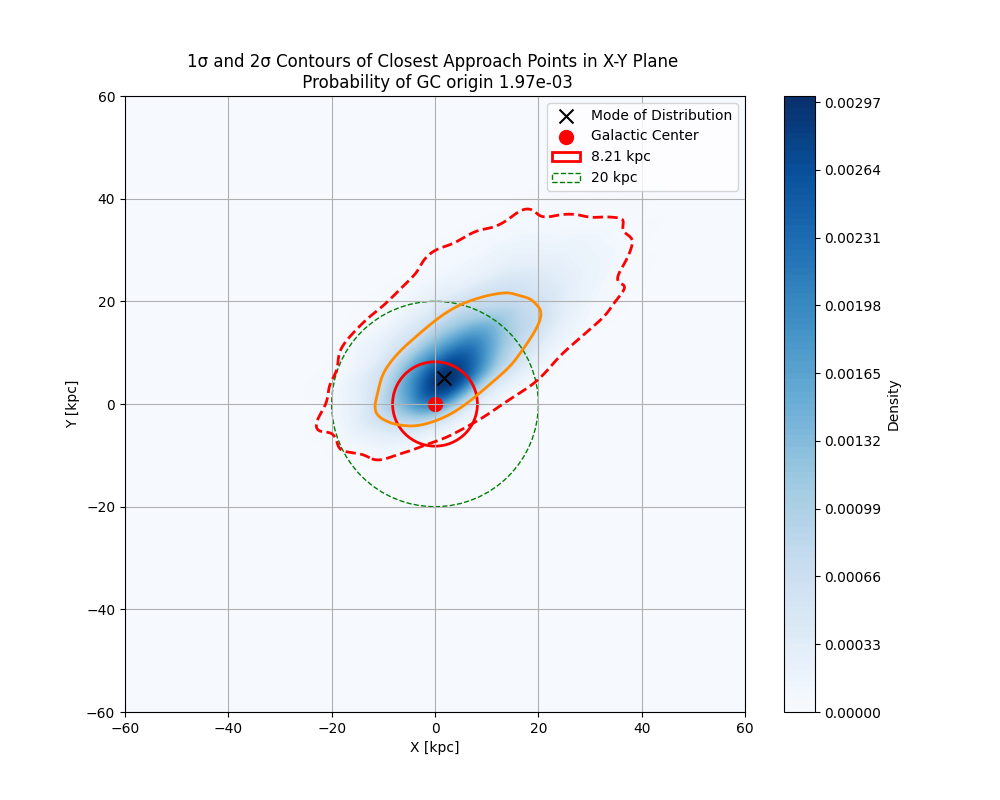 1σ and 2σ Contours of Closest Approach Points in X-Y Plane
Probability of GC origin 1.97e-03
Mode of Distribution
Galactic Center
8.21 kpc
20 kpc
60
40
20
0
−20
−40
−60
Y [kpc]
−60
−40
−20
0
20
40
60
X [kpc]
0.00297
0.00264
0.00231
0.00198
0.00165
0.00132
0.00099
0.00066
0.00033
0.00000
Density